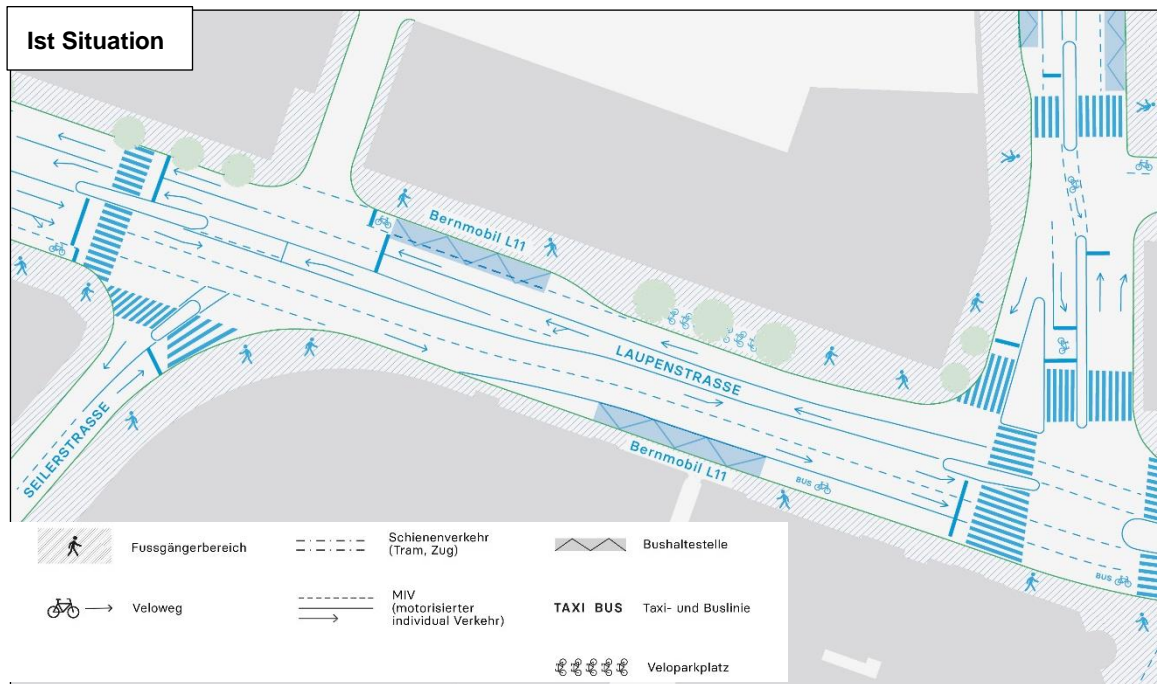 Ist Situation
Bernmobil L11
LAUPENSTRASSE
SEILERSTRASSE
Bernmobil L11
BUS
BUS
Fussgängerbereich
Schienenverkehr
(Tram, Zug)
Bushaltestelle
Veloweg
MIV
(motorisierter
individual Verkehr)
TAXI BUS
Taxi- und Buslinie
Veloparkplatz